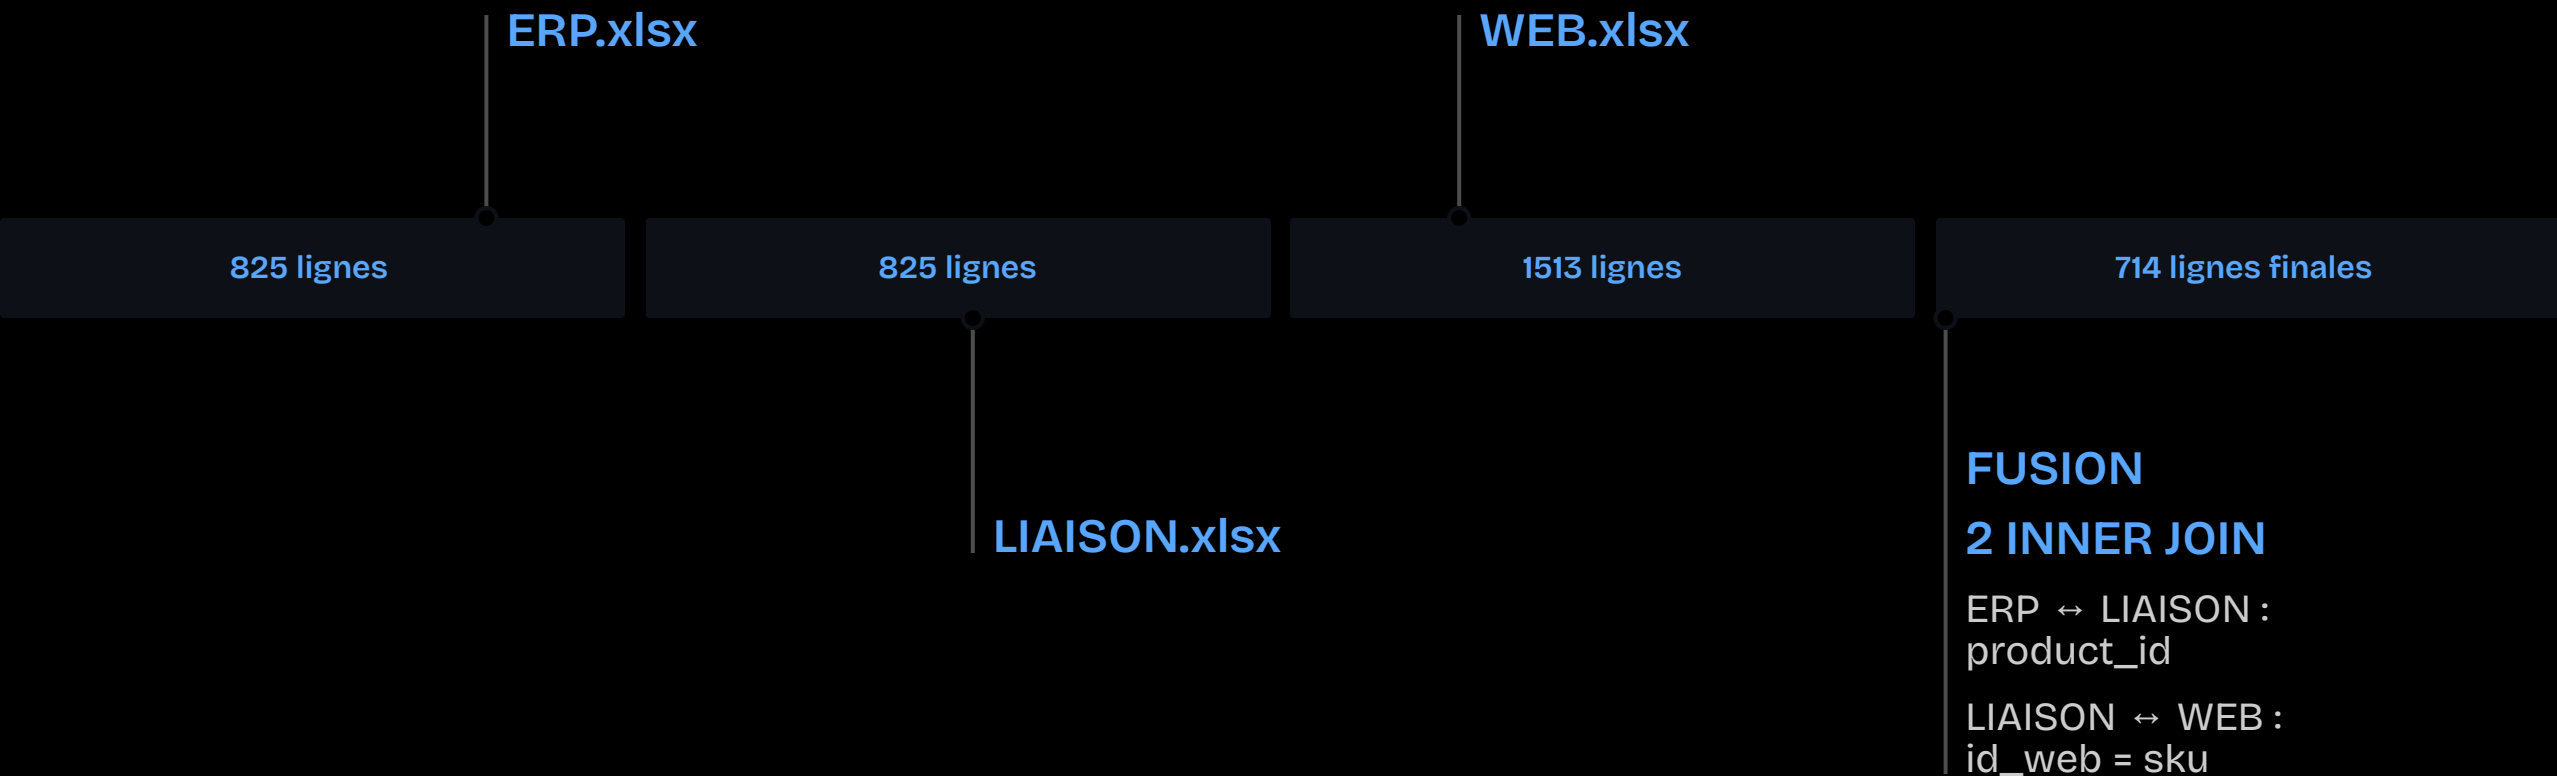 ERP.xlsx
WEB.xlsx
825 lignes
825 lignes
1513 lignes
714 lignes finales
LIAISON.xlsx
FUSION
2 INNER JOIN
ERP ↔ LIAISON :
product_id
LIAISON ↔ WEB :
id_web = sku